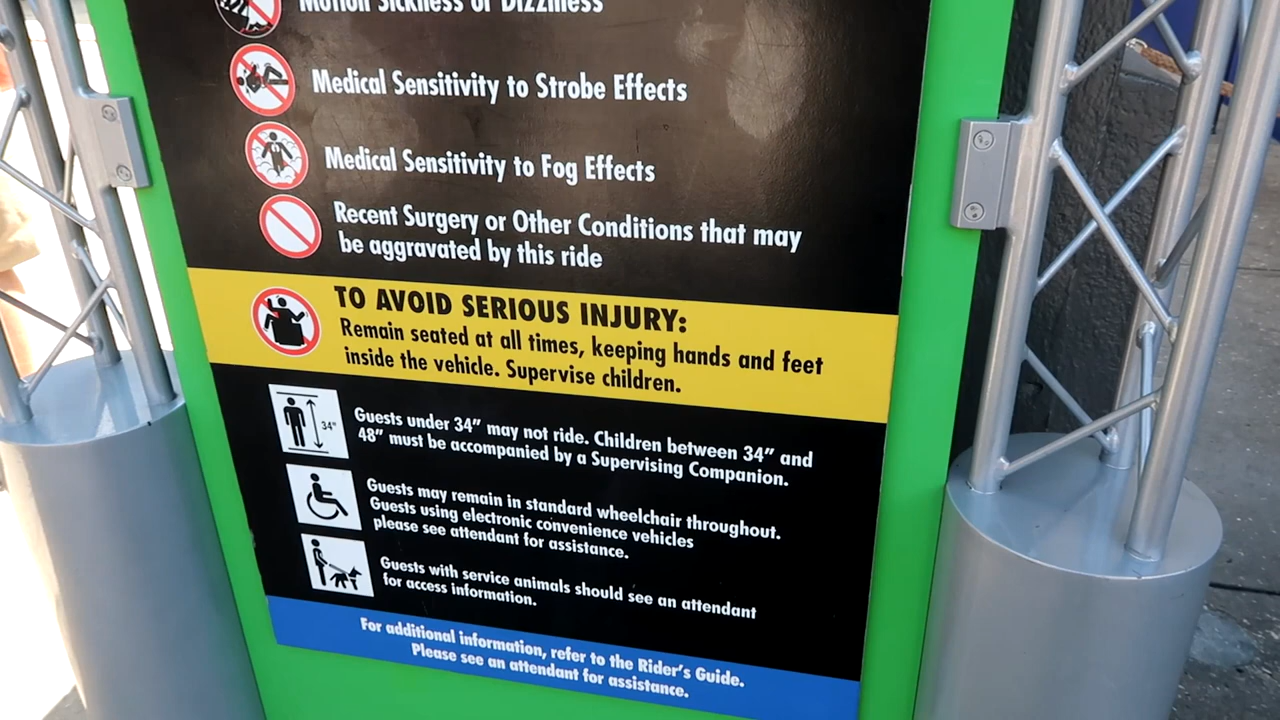 Motion Sickness or Dizziness
Medical Sensitivity to Strobe Effects
Medical Sensitivity to Fog Effects
Recent Surgery or Other Conditions that may
be aggravated by this ride
TO AVOID SERIOUS INJURY:
Remain seated at all times, keeping hands and feet
inside the vehicle. Supervise children.
34"
Guests under 34” may not ride. Children between 34” and
48” must be accompanied by a Supervising Companion.
Guests may remain in standard wheelchair throughout.
Guests using electronic convenience vehicles
please see attendant for assistance.
Guests with service animals should see an attendant
for access information.
For additional information, refer to the Rider’s Guide.
Please see an attendant for assistance.